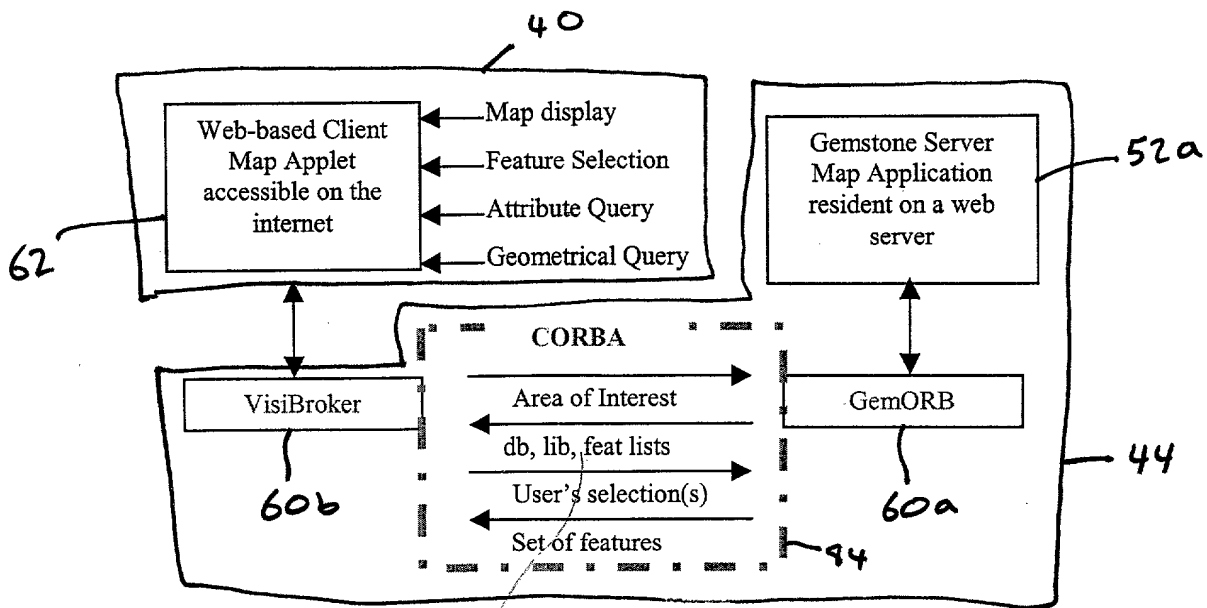 40
Web-based Client
Map Applet
accessible on the
internet
Map display
Feature Selection
Attribute Query
Geometrical Query
62
Gemstone Server
Map Application
resident on a web
server
52a
CORBA
VisiBroker
60b
Area of Interest
db, lib, feat lists
User's selection(s)
Set of features
GemORB
60a
44
84